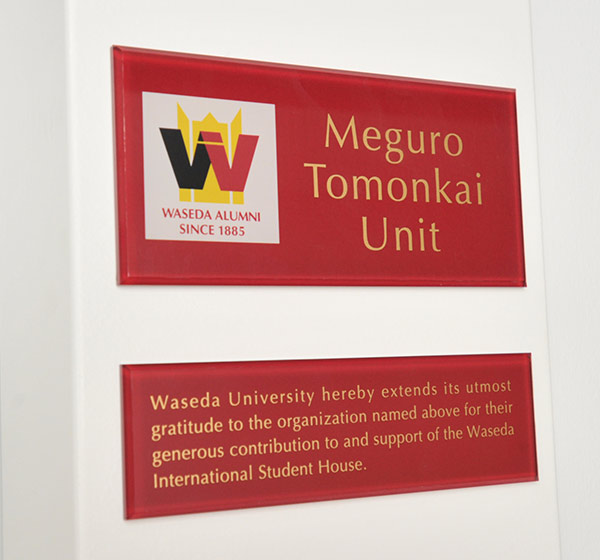 Meguro
Tomonkai
Unit
WASEDA ALUMNI
SINCE 1885
Waseda University hereby extends its utmost
gratitude to the organization named above for their
generous contribution to and support of the Waseda
International Student House.